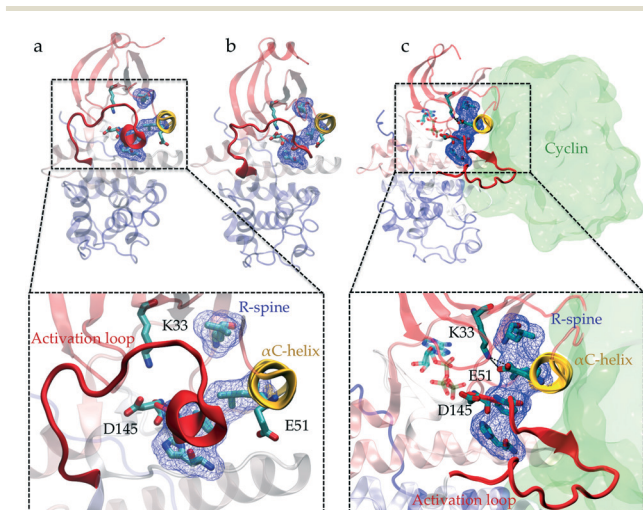 a
b
c
Cyclin
K33
R-spine
Activation loop
αC-helix
D145
E51
K33
R-spine
αC-helix
E51
D145
Activation loop